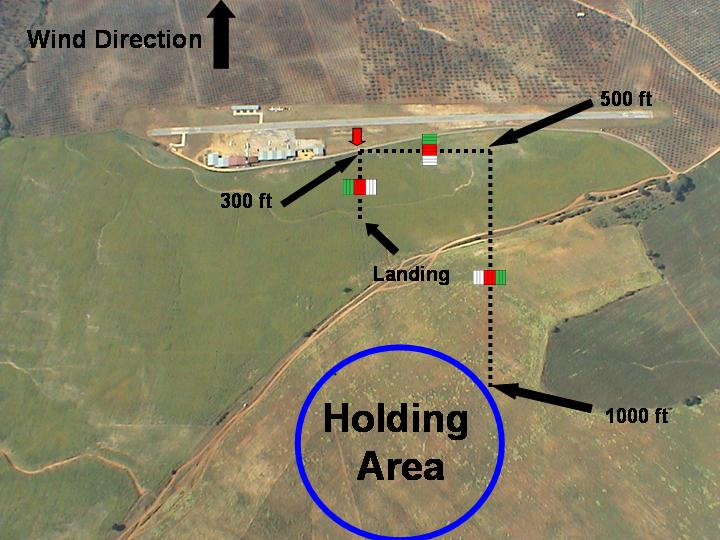 Wind Direction
500 ft
300 ft
Landing
Holding
Area
1000 ft